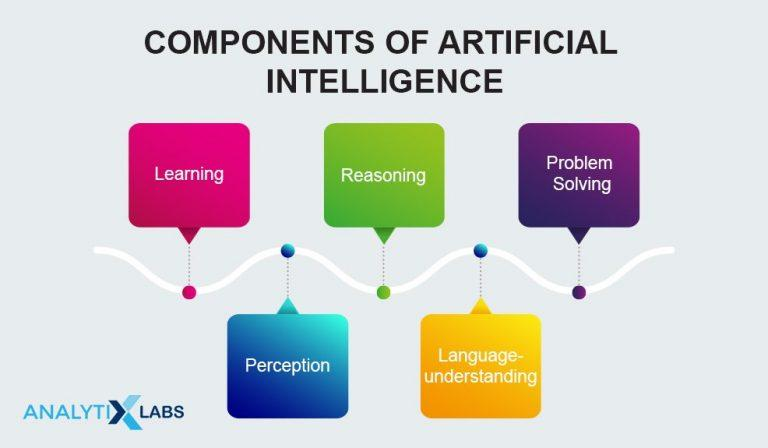 COMPONENTS OF ARTIFICIAL
INTELLIGENCE
Learning
Reasoning
Problem
Solving
Perception
Language-
understanding
ANALYTIX LABS